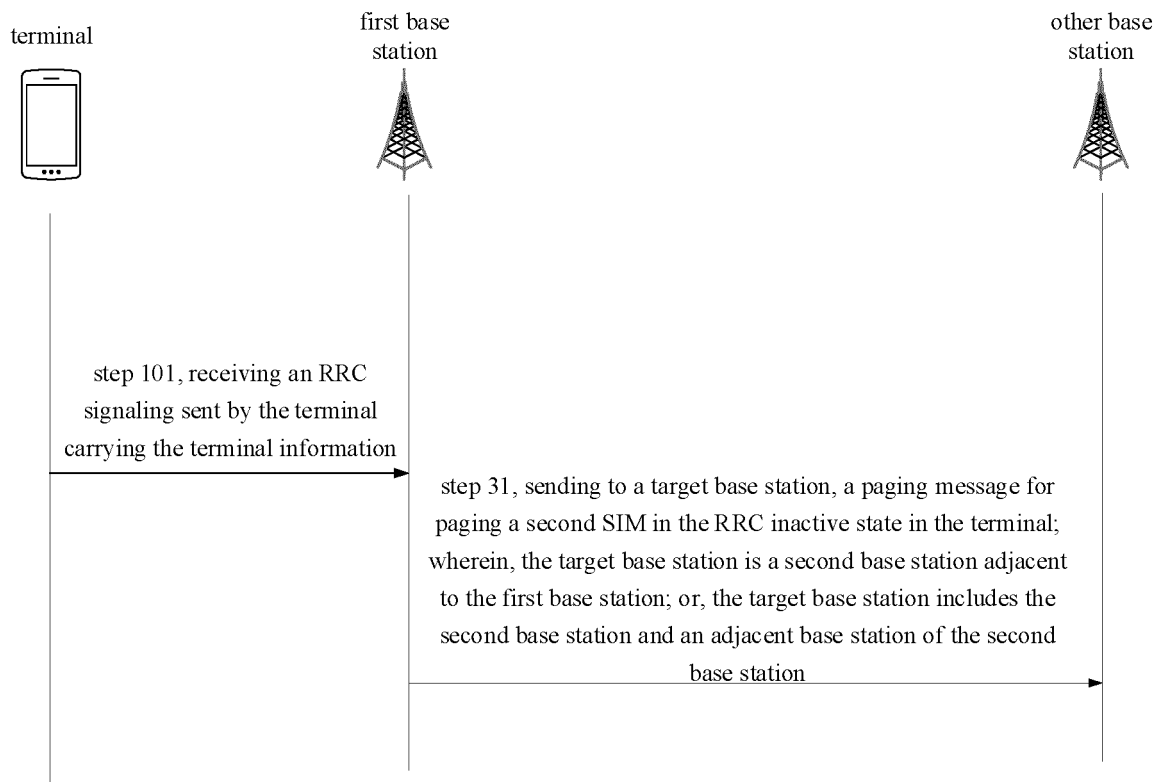 terminal
first base
station
other base
station
step 101, receiving an RRC
signaling sent by the terminal
carrying the terminal information
step 31, sending to a target base station, a paging message for
paging a second SIM in the RRC inactive state in the terminal;
wherein, the target base station is a second base station adjacent
to the first base station; or, the target base station includes the
second base station and an adjacent base station of the second
base station